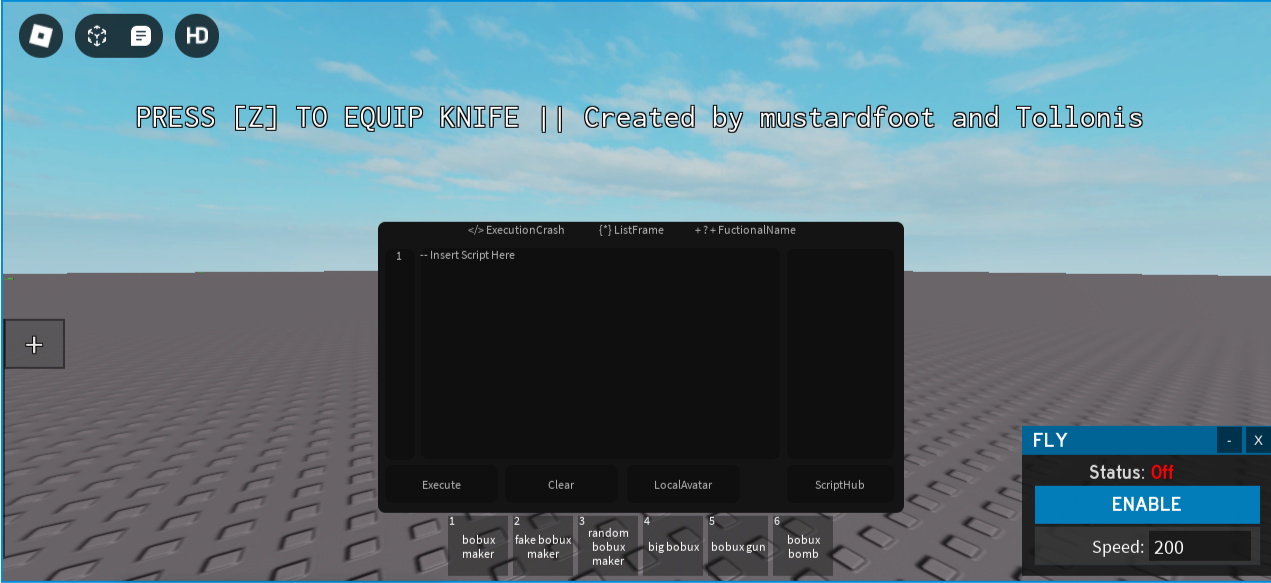 HD
PRESS [Z] TO EQUIP KNIFE || Created by mustardfoot and Tollonis
</> ExecutionCrash {*} ListFrame + ? + FuctionalName
1 -- Insert Script Here
+
Execute Clear LocalAvatar ScriptHub
FLY - X
Status: Off
ENABLE
Speed: 200
1 bobux maker
2 fake bobux maker
3 random bobux maker
4 big bobux
5 bobux gun
6 bobux bomb